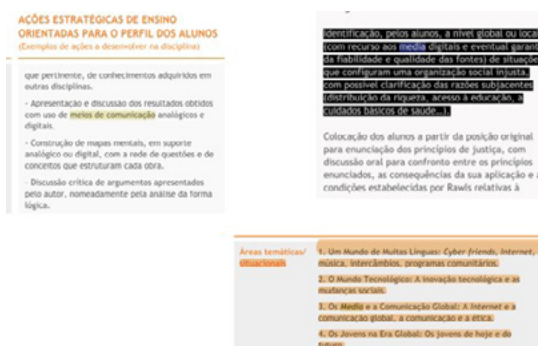 AÇÕES ESTRATÉGICAS DE ENSINO
ORIENTADAS PARA O PERFIL DOS ALUNOS
(Exemplos de ações a desenvolver na disciplina)
que pertinente, de conhecimentos adquiridos em
outras disciplinas.
- Apresentação e discussão dos resultados obtidos
com uso de meios de comunicação analógicos e
digitais.
- Construção de mapas mentais, em suporte
analógico ou digital, com a rede de questões e de
conceitos que estruturam cada obra.
- Discussão crítica de argumentos apresentados
pelo autor, nomeadamente pela análise da forma
lógica.
identificação, pelos alunos, a nível global ou local
(com recurso aos media digitais e eventual garant
da fiabilidade e qualidade das fontes) de situaçõe
que configuram uma organização social injusta,
com possível clarificação das razões subjacentes
(distribuição da riqueza, acesso à educação, a
cuidados básicos de saúde…).
Colocação dos alunos a partir da posição original
para enunciação dos princípios de justiça, com
discussão oral para confronto entre os princípios
enunciados, as consequências da sua aplicação e a
condições estabelecidas por Rawls relativas à
Áreas temáticas/
situacionais
1. Um Mundo de Muitas Línguas: Cyber friends, Internet,
música, intercâmbios, programas comunitários.
2. O Mundo Tecnológico: A inovação tecnológica e as
mudanças sociais.
3. Os Media e a Comunicação Global: A Internet e a
comunicação global, a comunicação e a ética.
4. Os Jovens na Era Global: Os jovens de hoje e do
futuro.